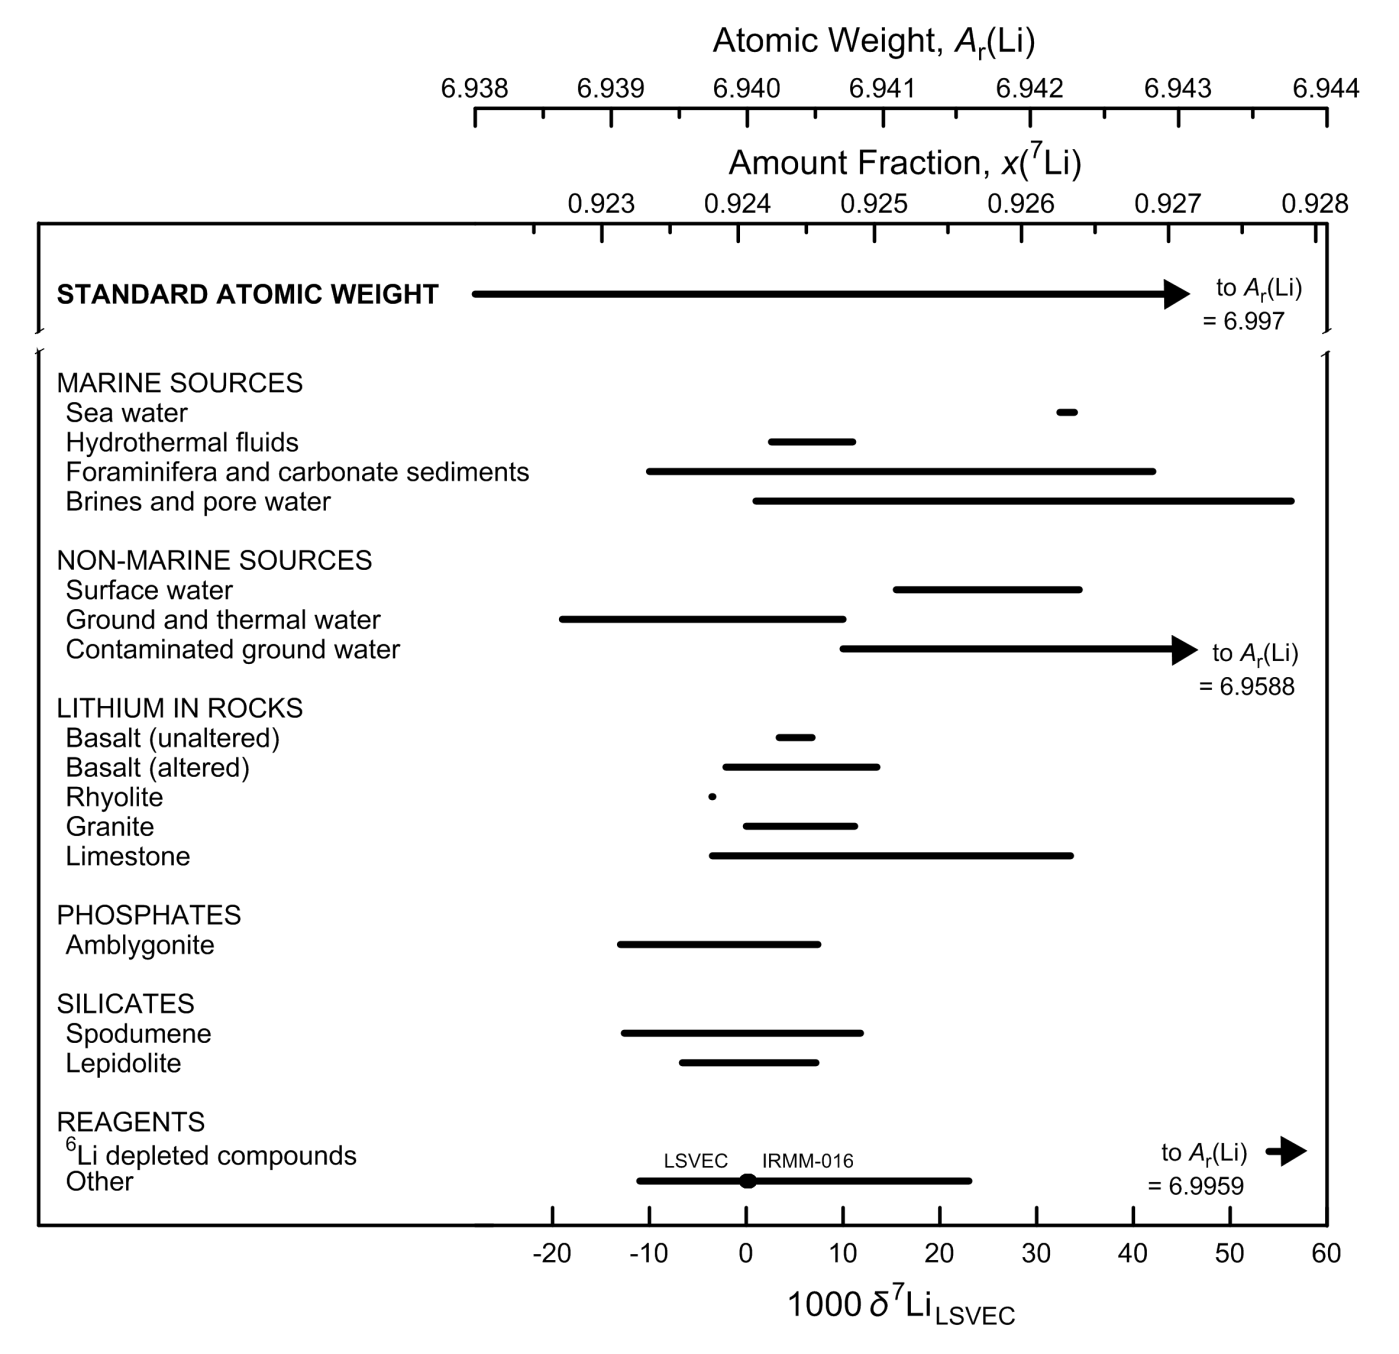 Atomic Weight, Aᵣ(Li)
6.938 6.939 6.940 6.941 6.942 6.943 6.944
Amount Fraction, x(⁷Li)
0.923 0.924 0.925 0.926 0.927 0.928
STANDARD ATOMIC WEIGHT to Aᵣ(Li)
= 6.997
MARINE SOURCES
Sea water
Hydrothermal fluids
Foraminifera and carbonate sediments
Brines and pore water
NON-MARINE SOURCES
Surface water
Ground and thermal water
Contaminated ground water to Aᵣ(Li)
= 6.9588
LITHIUM IN ROCKS
Basalt (unaltered)
Basalt (altered)
Rhyolite
Granite
Limestone
PHOSPHATES
Amblygonite
SILICATES
Spodumene
Lepidolite
REAGENTS
⁶Li depleted compounds to Aᵣ(Li)
LSVEC IRMM-016
Other = 6.9959
-20 -10 0 10 20 30 40 50 60
1000 δ⁷Li LSVEC